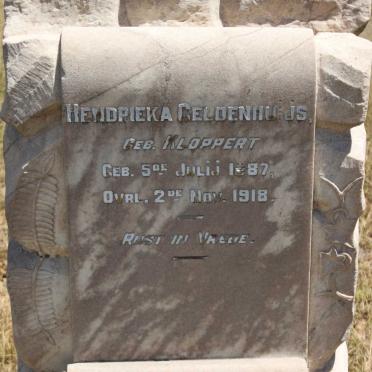 HENDRIEKA GELDENHUIJS,
GEB. KLOPPERT
GEB. 5DE JULIJ 1887,
OVRL. 2DE NOV. 1918.
RUST IN VREDE.